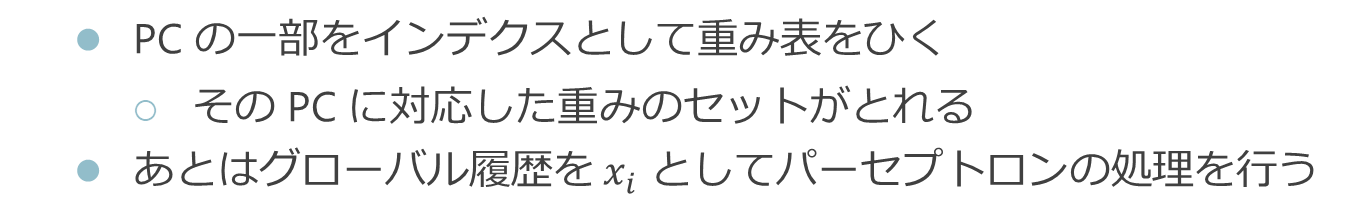 ● PC の一部をインデクスとして重み表をひく
○ その PC に対応した重みのセットがとれる
● あとはグローバル履歴を xᵢ としてパーセプトロンの処理を行う